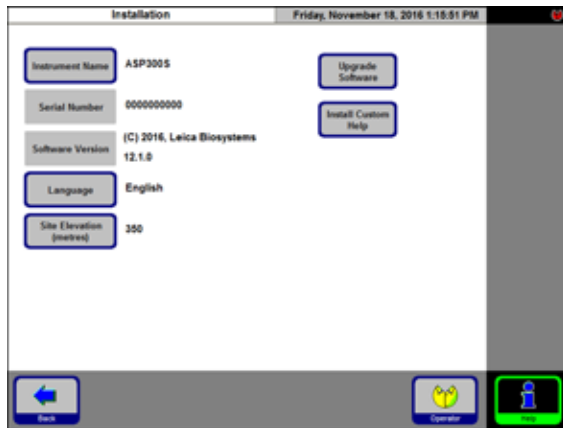 Installation
Friday, November 18, 2016 1:15:51 PM
Instrument Name
ASP300S
Upgrade
Software
Serial Number
0000000000
Install Custom
Help
Software Version
(C) 2016, Leica Biosystems
12.1.0
Language
English
Site Elevation
(metres)
350
Back
Operator
Help